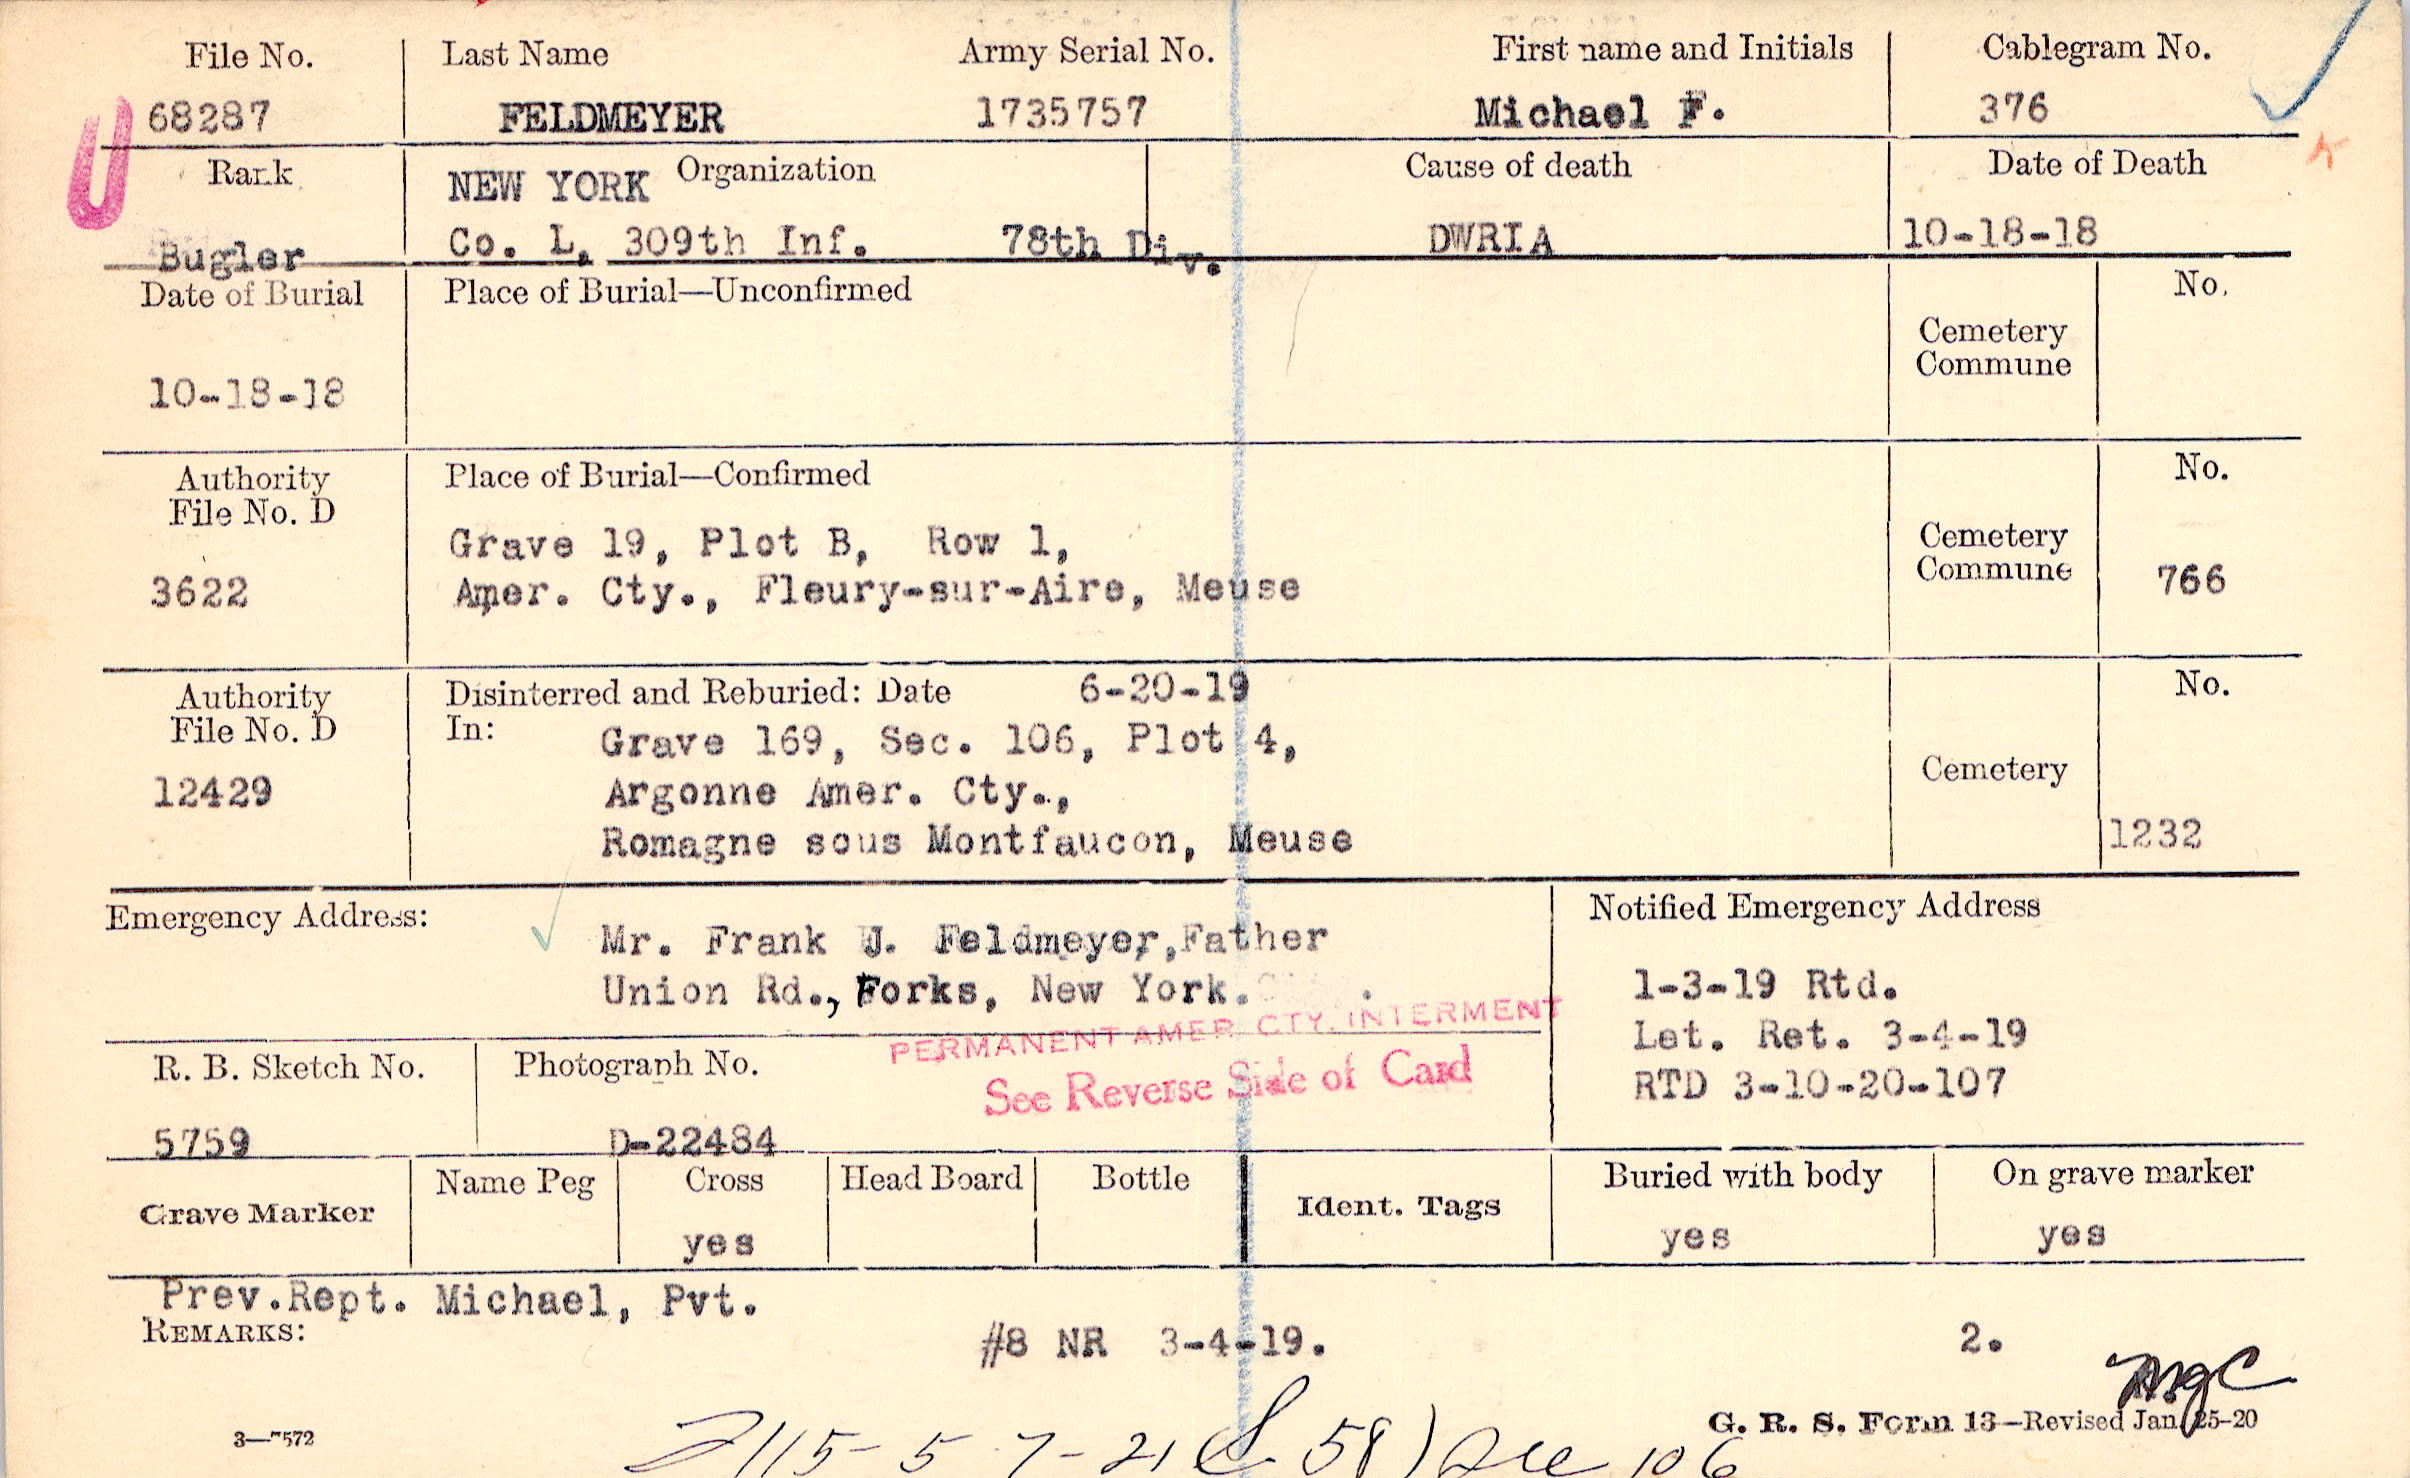 File No. Last Name Army Serial No. First name and Initials Cablegram No.
68287 FELDMEYER 1735757 Michael F. 376
Rank NEW YORK Organization Cause of death Date of Death
Bugler Co. L, 309th Inf. 78th Div. DWRIA 10-18-18
Date of Burial Place of Burial—Unconfirmed No.
Cemetery
Commune
10-18-18
Authority Place of Burial—Confirmed No.
File No. D
Grave 19, Plot B, Row 1, Cemetery
3622 Amer. Cty., Fleury-sur-Aire, Meuse Commune 766
Authority Disinterred and Reburied: Date 6-20-19 No.
File No. D In: Grave 169, Sec. 106, Plot 4,
12429 Argonne Amer. Cty., Cemetery
Romagne sous Montfaucon, Meuse 1232
Emergency Address: Notified Emergency Address
Mr. Frank J. Feldmeyer, Father
Union Rd., Forks, New York. 1-3-19 Rtd.
PERMANENT AMER CTY. INTERMENT Let. Ret. 3-4-19
R. B. Sketch No. Photograph No. See Reverse Side of Card RTD 3-10-20-107
5759 D-22484
Grave Marker Name Peg Cross Head Board Bottle Ident. Tags Buried with body On grave marker
yes yes yes
Prev.Rept. Michael, Pvt.
REMARKS: #8 NR 3-4-19. 2.
3—7572 G. R. S. Form 13—Revised Jan. 25-20
5 7-21 58) 106